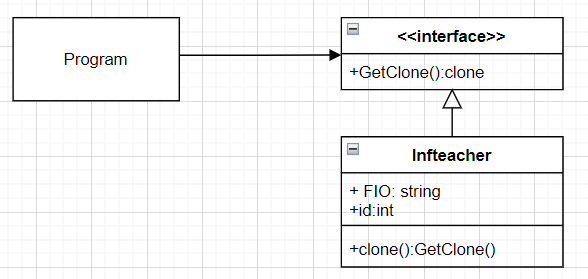 Program
<<interface>>
+GetClone():clone
Infteacher
+ FIO: string
+id:int
+clone():GetClone()